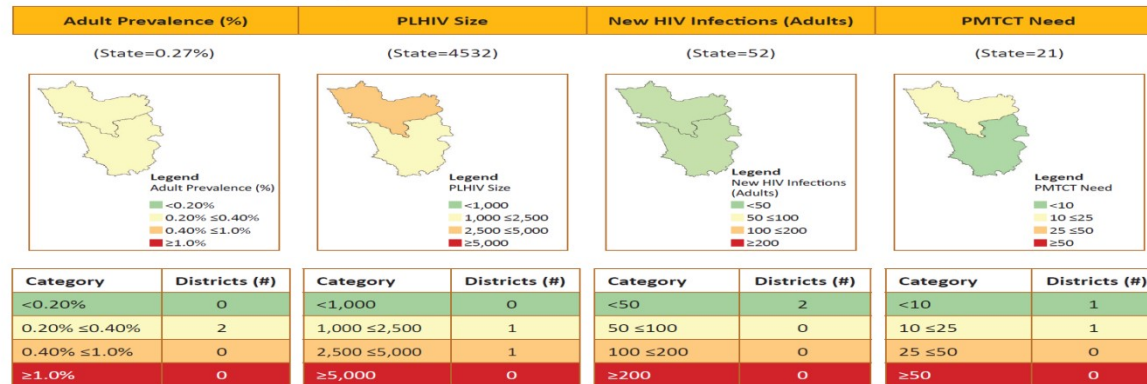 Adult Prevalence (%) PLHIV Size New HIV Infections (Adults) PMTCT Need
(State=0.27%) (State=4532) (State=52) (State=21)
Legend
Adult Prevalence (%)
<0.20%
0.20% ≤0.40%
0.40% ≤1.0%
≥1.0%
Legend
PLHIV Size
<1,000
1,000 ≤2,500
2,500 ≤5,000
≥5,000
Legend
New HIV Infections
(Adults)
<50
50 ≤100
100 ≤200
≥200
Legend
PMTCT Need
<10
10 ≤25
25 ≤50
≥50
Category Districts (#)
<0.20% 0
0.20% ≤0.40% 2
0.40% ≤1.0% 0
≥1.0% 0
Category Districts (#)
<1,000 0
1,000 ≤2,500 1
2,500 ≤5,000 1
≥5,000 0
Category Districts (#)
<50 2
50 ≤100 0
100 ≤200 0
≥200 0
Category Districts (#)
<10 1
10 ≤25 1
25 ≤50 0
≥50 0